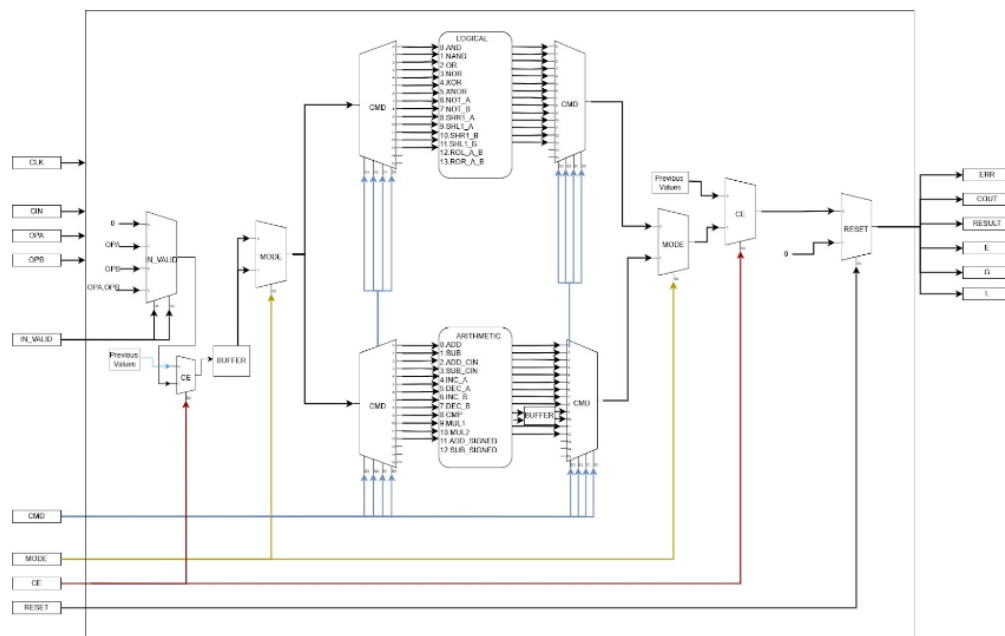 CLK
CIN
OPA
OPB
IN_VALID
CMD
MODE
CE
RESET
0
OPA
OPB
OPA,OPB
IN_VALID
Previous
Values
CE
BUFFER
MODE
CMD
LOGICAL
0.AND
1.NAND
2.OR
3.NOR
4.XOR
5.XNOR
6.NOT_A
7.NOT_B
8.SHR1_A
9.SHL1_A
10.SHR1_B
11.SHL1_B
12.ROL_A_B
13.ROR_A_B
CMD
CMD
ARITHMETIC
0.ADD
1.SUB
2.ADD_CIN
3.SUB_CIN
4.INC_A
5.DEC_A
6.INC_B
7.DEC_B
8.CMP
9.MUL1
10.MUL2
11.ADD_SIGNED
12.SUB_SIGNED
BUFFER
CMD
MODE
Previous
Values
CE
0
RESET
ERR
COUT
RESULT
E
G
L